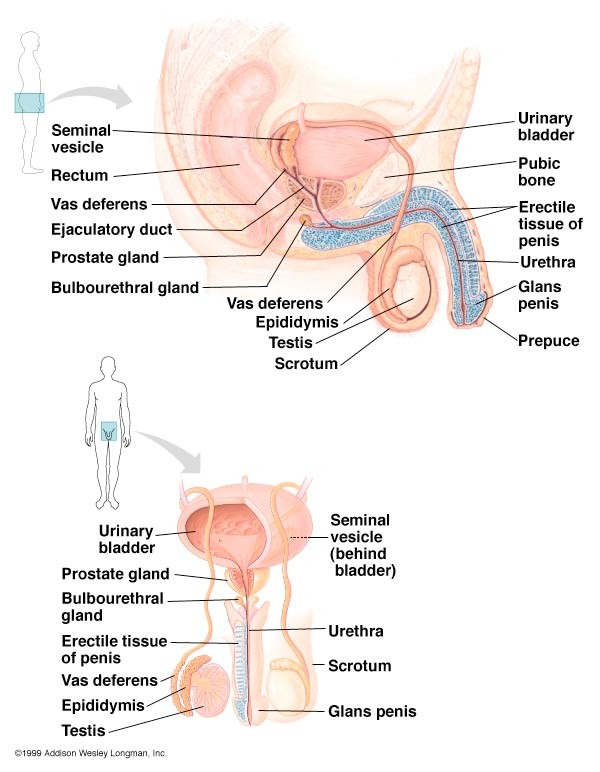 Seminal
vesicle
Rectum
Vas deferens
Ejaculatory duct
Prostate gland
Bulbourethral gland
Vas deferens
Epididymis
Testis
Scrotum
Urinary
bladder
Pubic
bone
Erectile
tissue of
penis
Urethra
Glans
penis
Prepuce
Urinary
bladder
Prostate gland
Bulbourethral
gland
Erectile tissue
of penis
Vas deferens
Epididymis
Testis
Seminal
vesicle
(behind
bladder)
Urethra
Scrotum
Glans penis
©1999 Addison Wesley Longman, Inc.